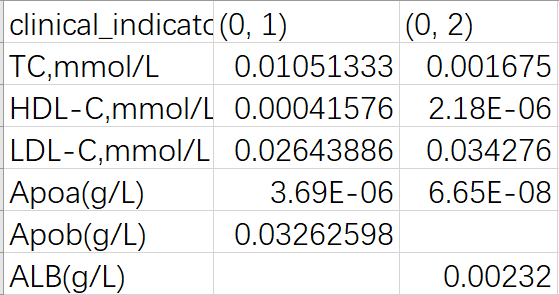 clinical_indicato (0, 1) (0, 2)
TC,mmol/L 0.01051333 0.001675
HDL-C,mmol/L 0.00041576 2.18E-06
LDL-C,mmol/L 0.02643886 0.034276
Apoa(g/L) 3.69E-06 6.65E-08
Apob(g/L) 0.03262598
ALB(g/L) 0.00232